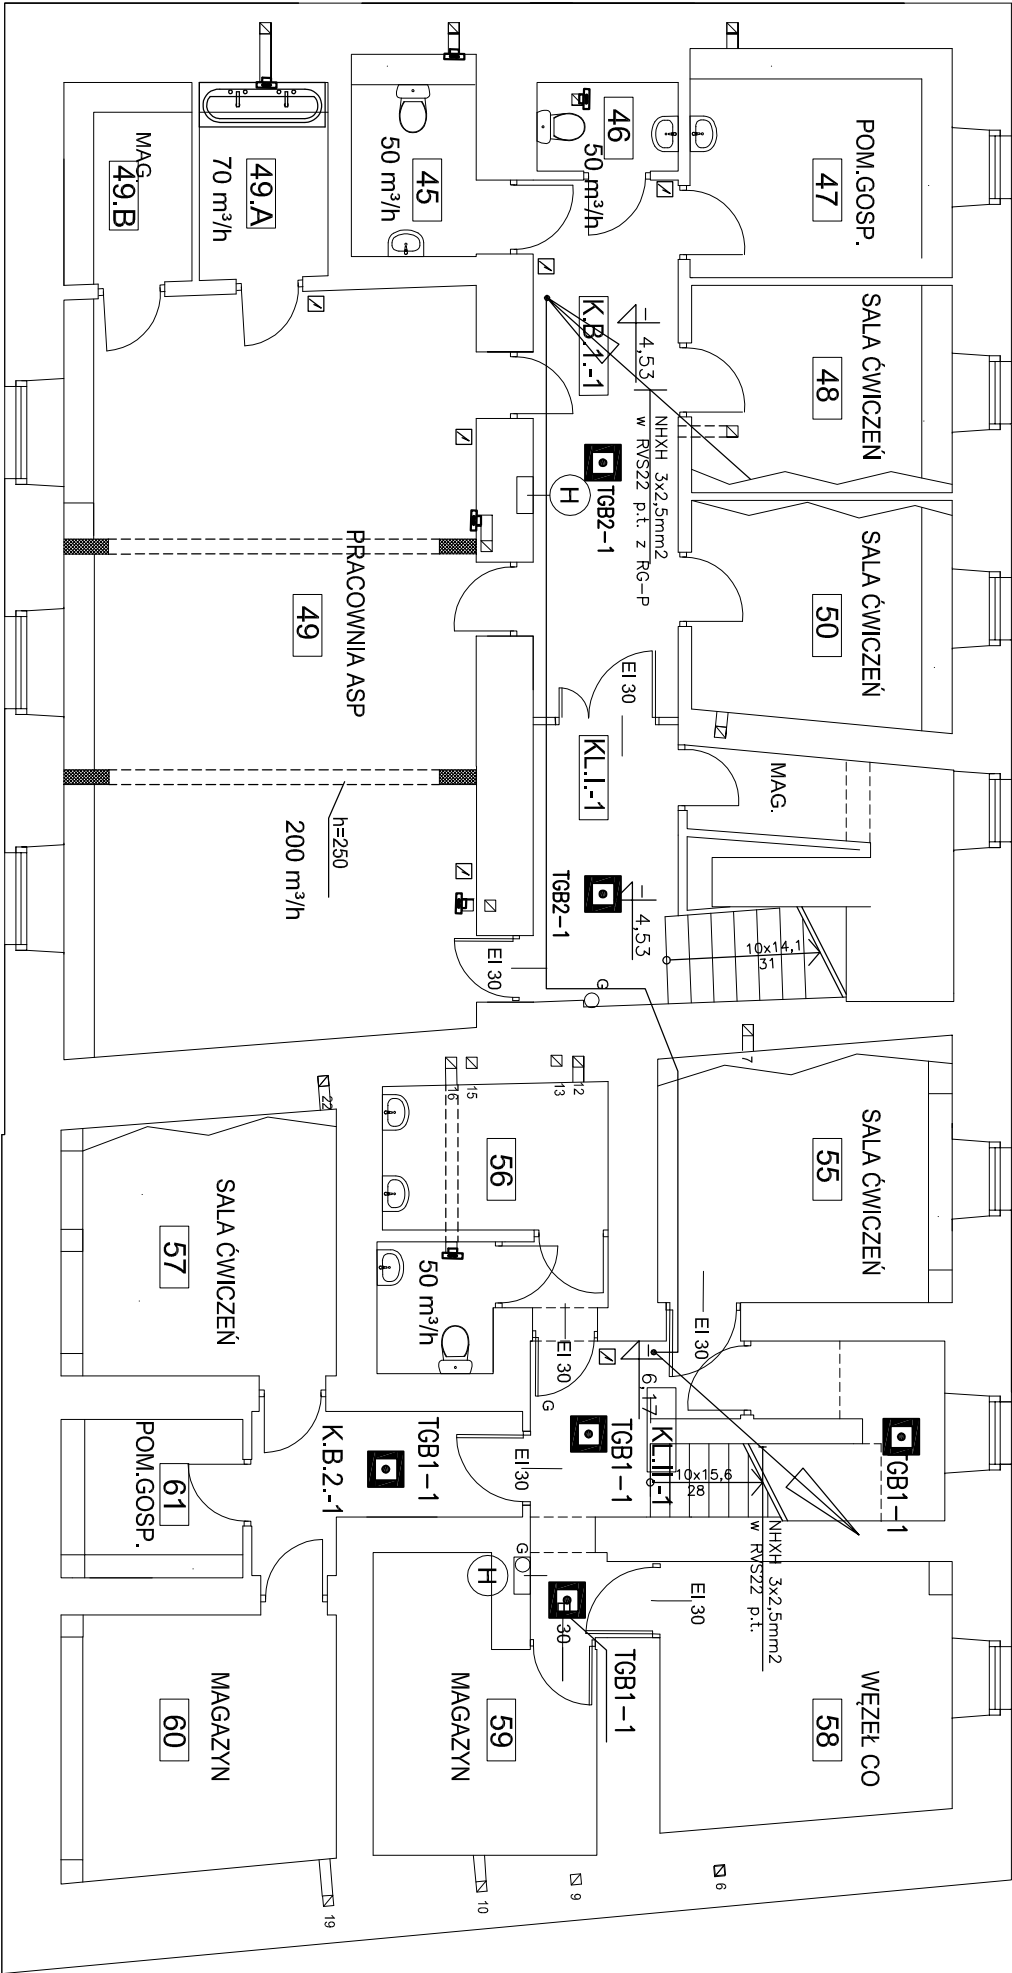 POM.GOSP.
47
SALA ĆWICZEŃ
48
SALA ĆWICZEŃ
50
MAG.
SALA ĆWICZEŃ
55
WĘZEŁ CO
58
46
50 m³/h
45
50 m³/h
49.A
70 m³/h
MAG.
49.B
K.B.1.-1
4,53
NHXH 3x2,5mm2
w RVS22 p.t. z RG-P
TGB2-1
H
EI 30
KL.I.-1
TGB2-1
4,53
10x14,1
31
G
EI 30
PRACOWNIA ASP
49
h=250
200 m³/h
7
12
13
15
16
22
56
50 m³/h
EI 30
EI 30
6,17
KL.II.-1
10x15,6
28
TGB1-1
NHXH 3x2,5mm2
w RVS22 p.t.
TGB1-1
G
EI 30
TGB1-1
K.B.2.-1
SALA ĆWICZEŃ
57
POM.GOSP.
61
G
H
EI 30
30
TGB1-1
MAGAZYN
59
MAGAZYN
60
6
9
10
19